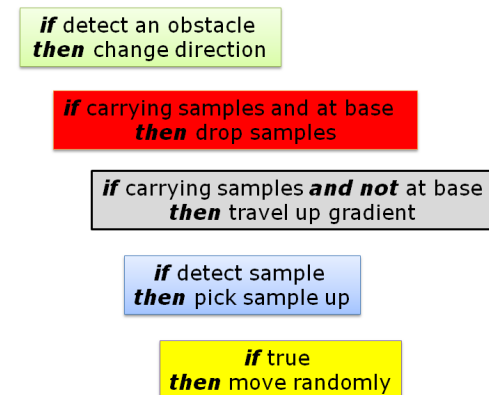 if detect an obstacle
then change direction
if carrying samples and at base
then drop samples
if carrying samples and not at base
then travel up gradient
if detect sample
then pick sample up
if true
then move randomly